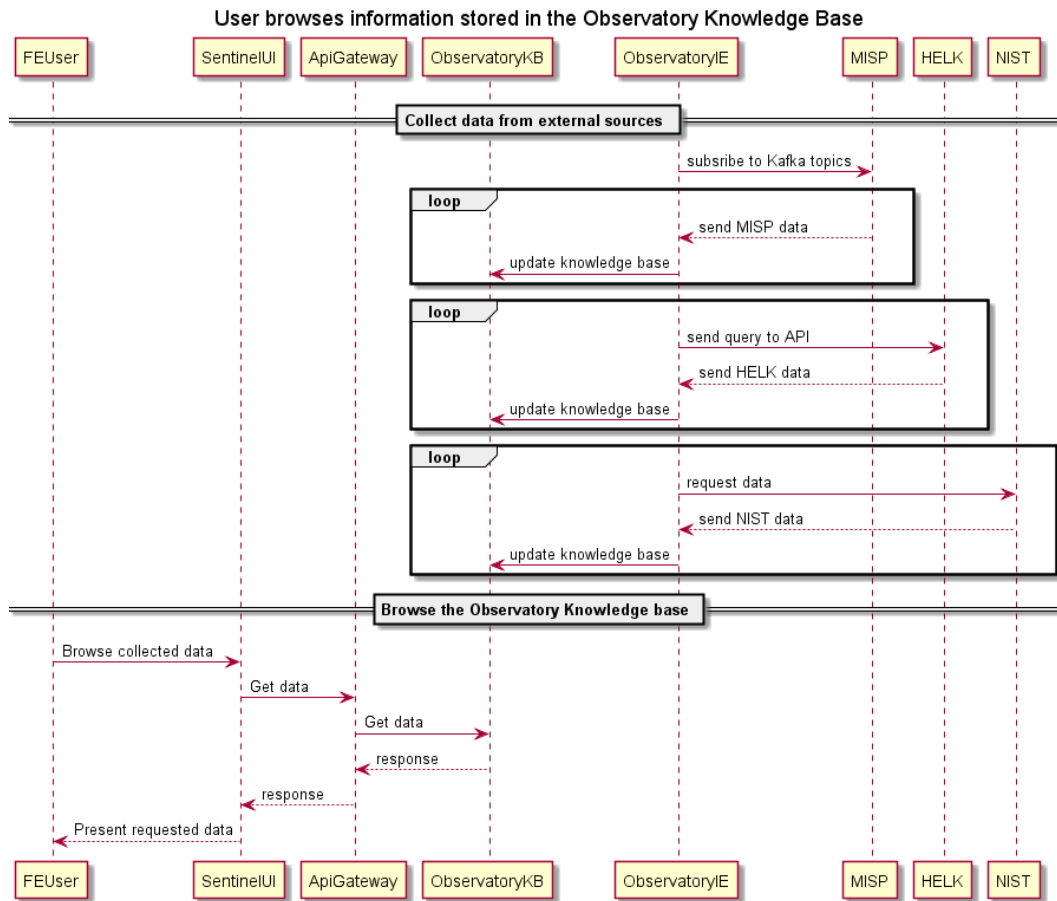 User browses information stored in the Observatory Knowledge Base
FEUser SentinelUI ApiGateway ObservatoryKB ObservatoryIE MISP HELK NIST
Collect data from external sources
subsribe to Kafka topics
loop
send MISP data
update knowledge base
loop
send query to API
send HELK data
update knowledge base
loop
request data
send NIST data
update knowledge base
Browse the Observatory Knowledge base
Browse collected data
Get data
Get data
response
response
Present requested data
FEUser SentinelUI ApiGateway ObservatoryKB ObservatoryIE MISP HELK NIST